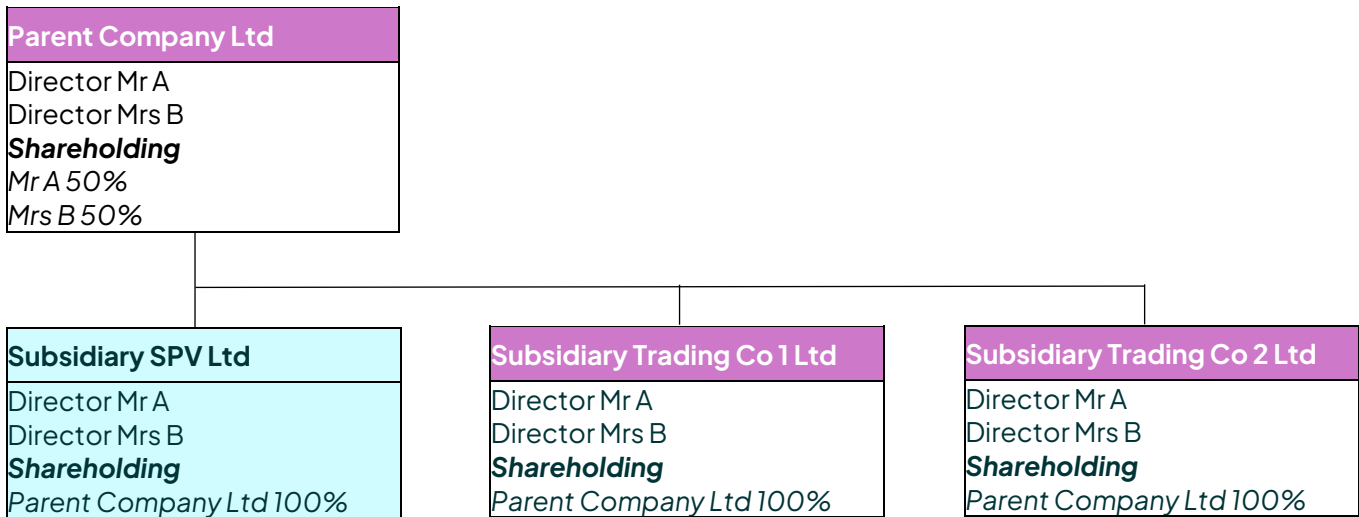 Parent Company Ltd
Director Mr A
Director Mrs B
Shareholding
Mr A 50%
Mrs B 50%
Subsidiary SPV Ltd
Director Mr A
Director Mrs B
Shareholding
Parent Company Ltd 100%
Subsidiary Trading Co 1 Ltd
Director Mr A
Director Mrs B
Shareholding
Parent Company Ltd 100%
Subsidiary Trading Co 2 Ltd
Director Mr A
Director Mrs B
Shareholding
Parent Company Ltd 100%